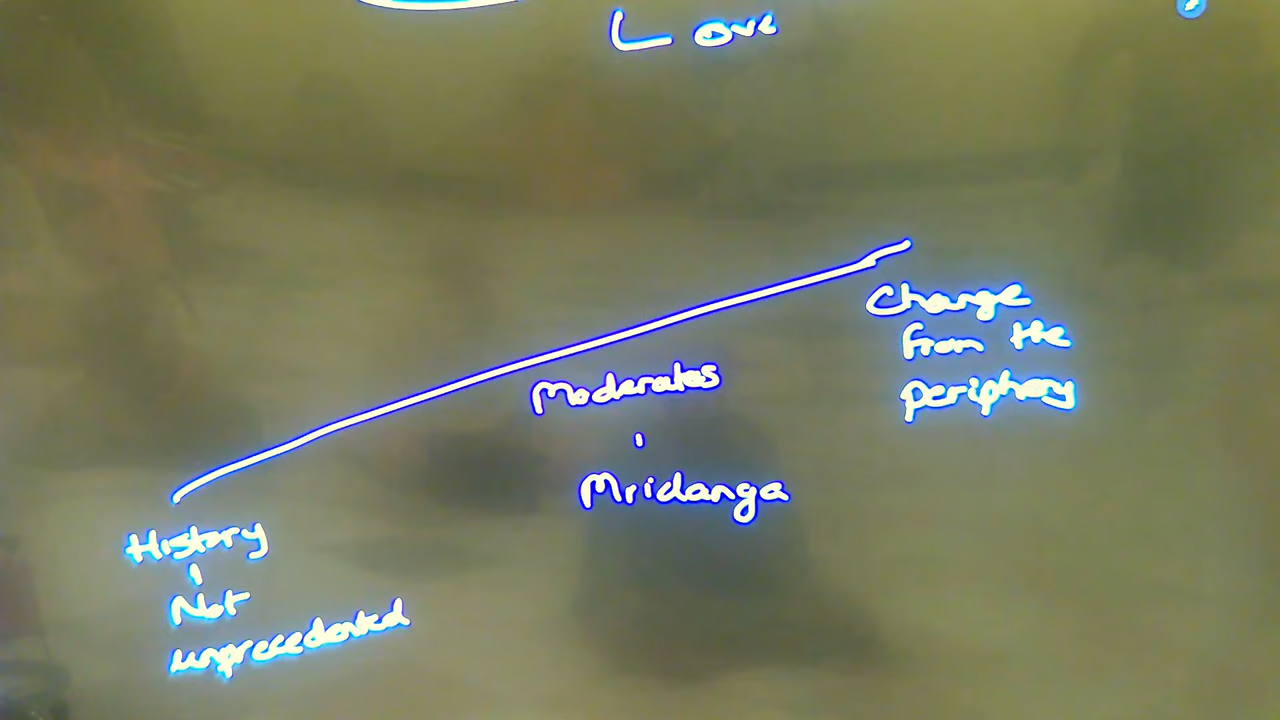 Love
Change
from the
periphery
Moderates
Mridanga
History
Not
unprecedented